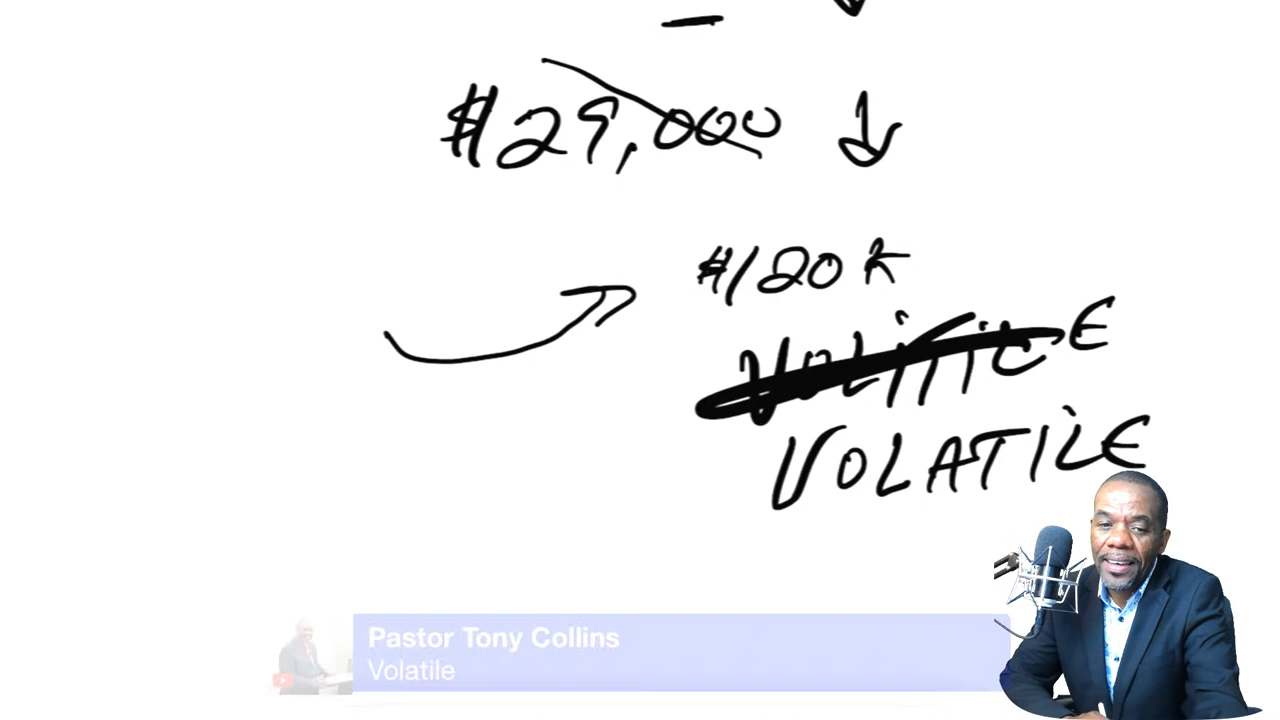 $29,000
$120K
VOLATILE
Pastor Tony Collins
Volatile